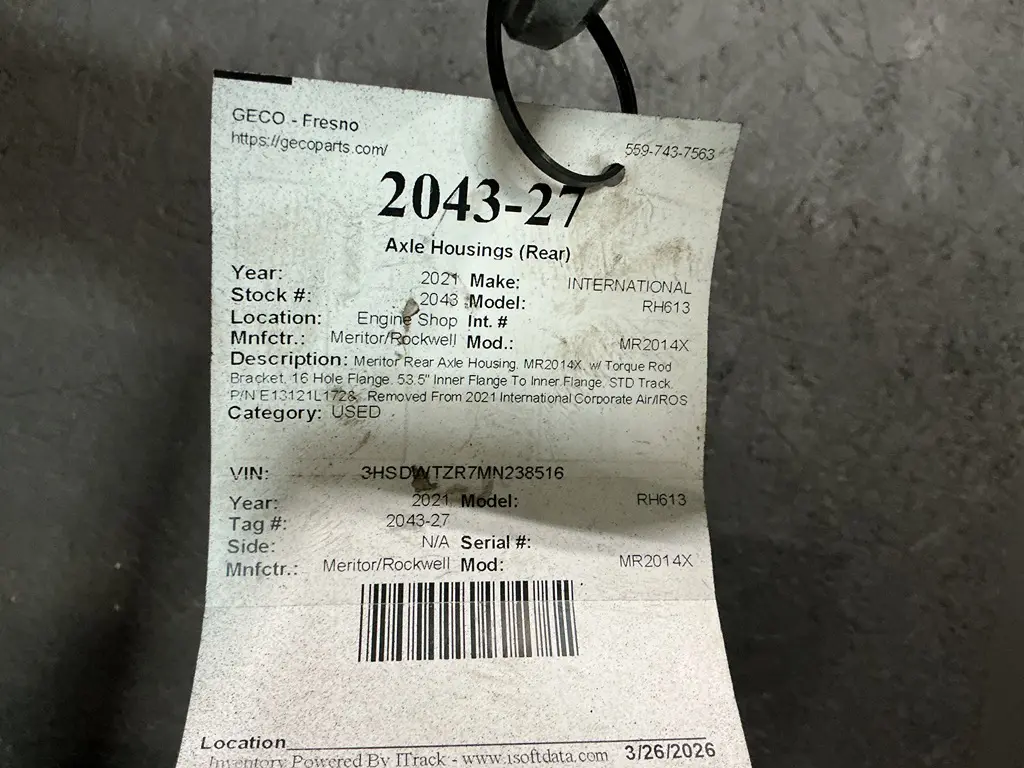 GECO - Fresno
https://gecoparts.com/ 559-743-7563
2043-27
Axle Housings (Rear)
Year: 2021 Make: INTERNATIONAL
Stock #: 2043 Model: RH613
Location: Engine Shop Int. #
Mnfctr.: Meritor/Rockwell Mod.: MR2014X
Description: Meritor Rear Axle Housing, MR2014X, w/ Torque Rod
Bracket, 16 Hole Flange, 53.5" Inner Flange To Inner Flange, STD Track,
P/N E13121L1728, Removed From 2021 International Corporate Air/IROS
Category: USED
VIN: 3HSDWTZR7MN238516
Year: 2021 Model: RH613
Tag #: 2043-27
Side: N/A Serial #:
Mnfctr.: Meritor/Rockwell Mod: MR2014X
Location
Inventory Powered By ITrack - www.isoftdata.com 3/26/2026